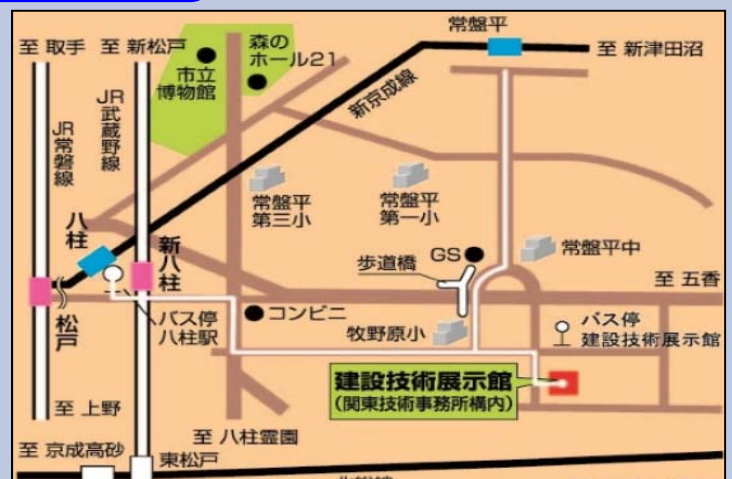 常盤平
至 取手
至 新松戸
森の
ホール21
至 新津田沼
市立
博物館
新京成線
JR武蔵野線
JR常磐線
常盤平
第三小
常盤平
第一小
八柱
新八柱
GS
常盤平中
歩道橋
至 五香
松戸
バス停
八柱駅
コンビニ
牧野原小
バス停
建設技術展示館
建設技術展示館
(関東技術事務所構内)
至 上野
至 八柱霊園
至 京成高砂
東松戸